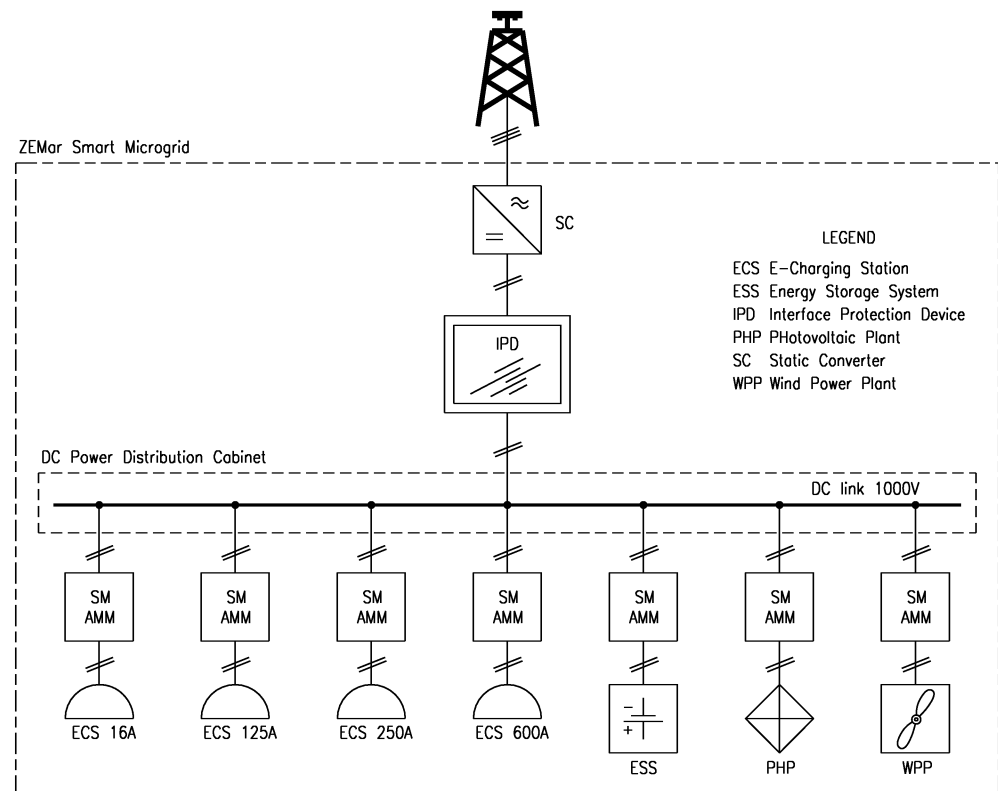 ZEMar Smart Microgrid
SC
LEGEND
ECS E-Charging Station
ESS Energy Storage System
IPD Interface Protection Device
PHP PHotovoltaic Plant
SC Static Converter
WPP Wind Power Plant
IPD
DC Power Distribution Cabinet
DC link 1000V
SM
AMM
SM
AMM
SM
AMM
SM
AMM
SM
AMM
SM
AMM
SM
AMM
ECS 16A
ECS 125A
ECS 250A
ECS 600A
ESS
PHP
WPP